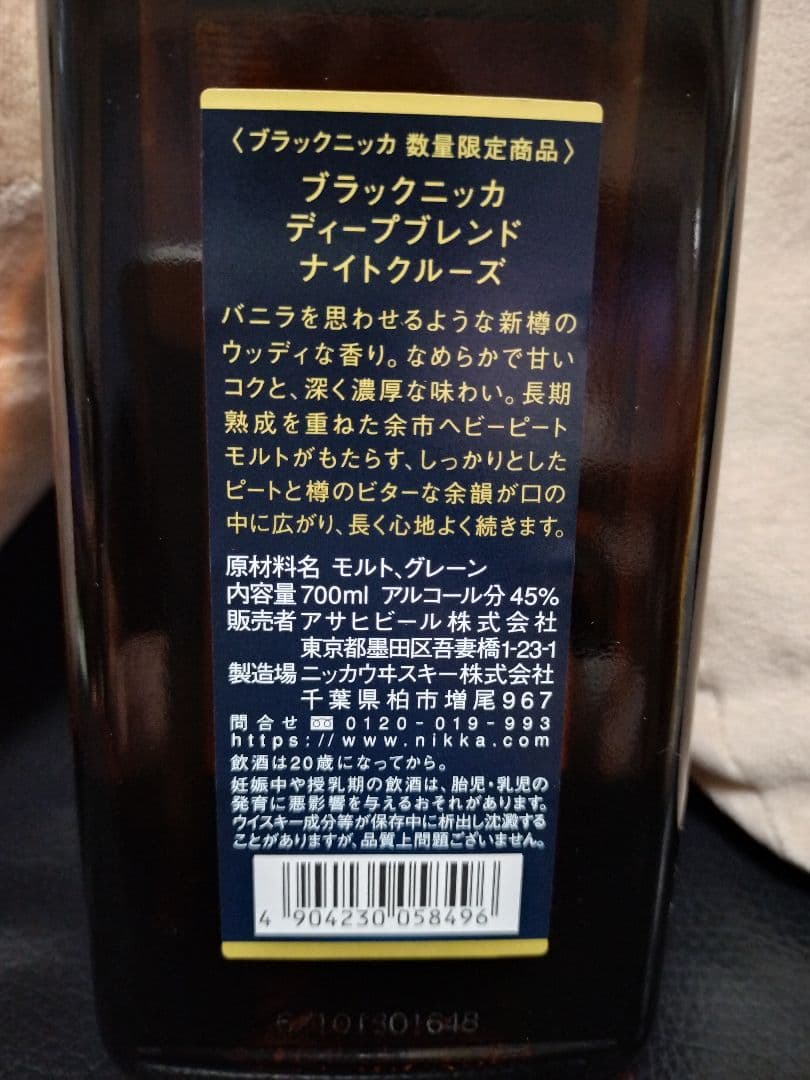 〈ブラックニッカ 数量限定商品〉
ブラックニッカ
ディープブレンド
ナイトクルーズ
バニラを思わせるような新樽の
ウッディな香り。なめらかで甘い
コクと、深く濃厚な味わい。長期
熟成を重ねた余市ヘビーピート
モルトがもたらす、しっかりとした
ピートと樽のビターな余韻が口の
中に広がり、長く心地よく続きます。
原材料名 モルト、グレーン
内容量 700ml アルコール分 45%
販売者 アサヒビール株式会社
東京都墨田区吾妻橋1-23-1
製造場 ニッカウヰスキー株式会社
千葉県柏市増尾967
問合せ 0120-019-993
https://www.nikka.com
飲酒は20歳になってから。
妊娠中や授乳期の飲酒は、胎児・乳児の
発育に悪影響を与えるおそれがあります。
ウイスキー成分等が保存中に析出し沈澱する
ことがありますが、品質上問題ございません。
4 904230 058496